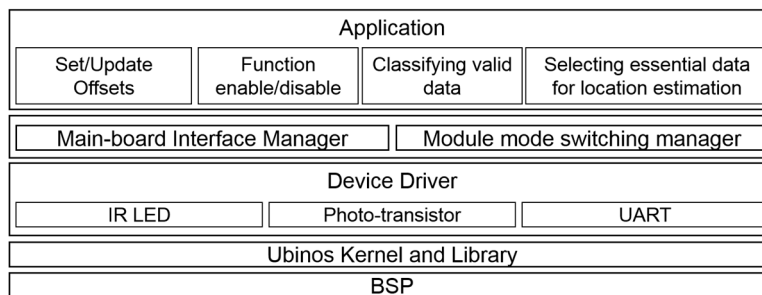 Application
Set/Update
Offsets
Function
enable/disable
Classifying valid
data
Selecting essential data
for location estimation
Main-board Interface Manager
Module mode switching manager
Device Driver
IR LED
Photo-transistor
UART
Ubinos Kernel and Library
BSP